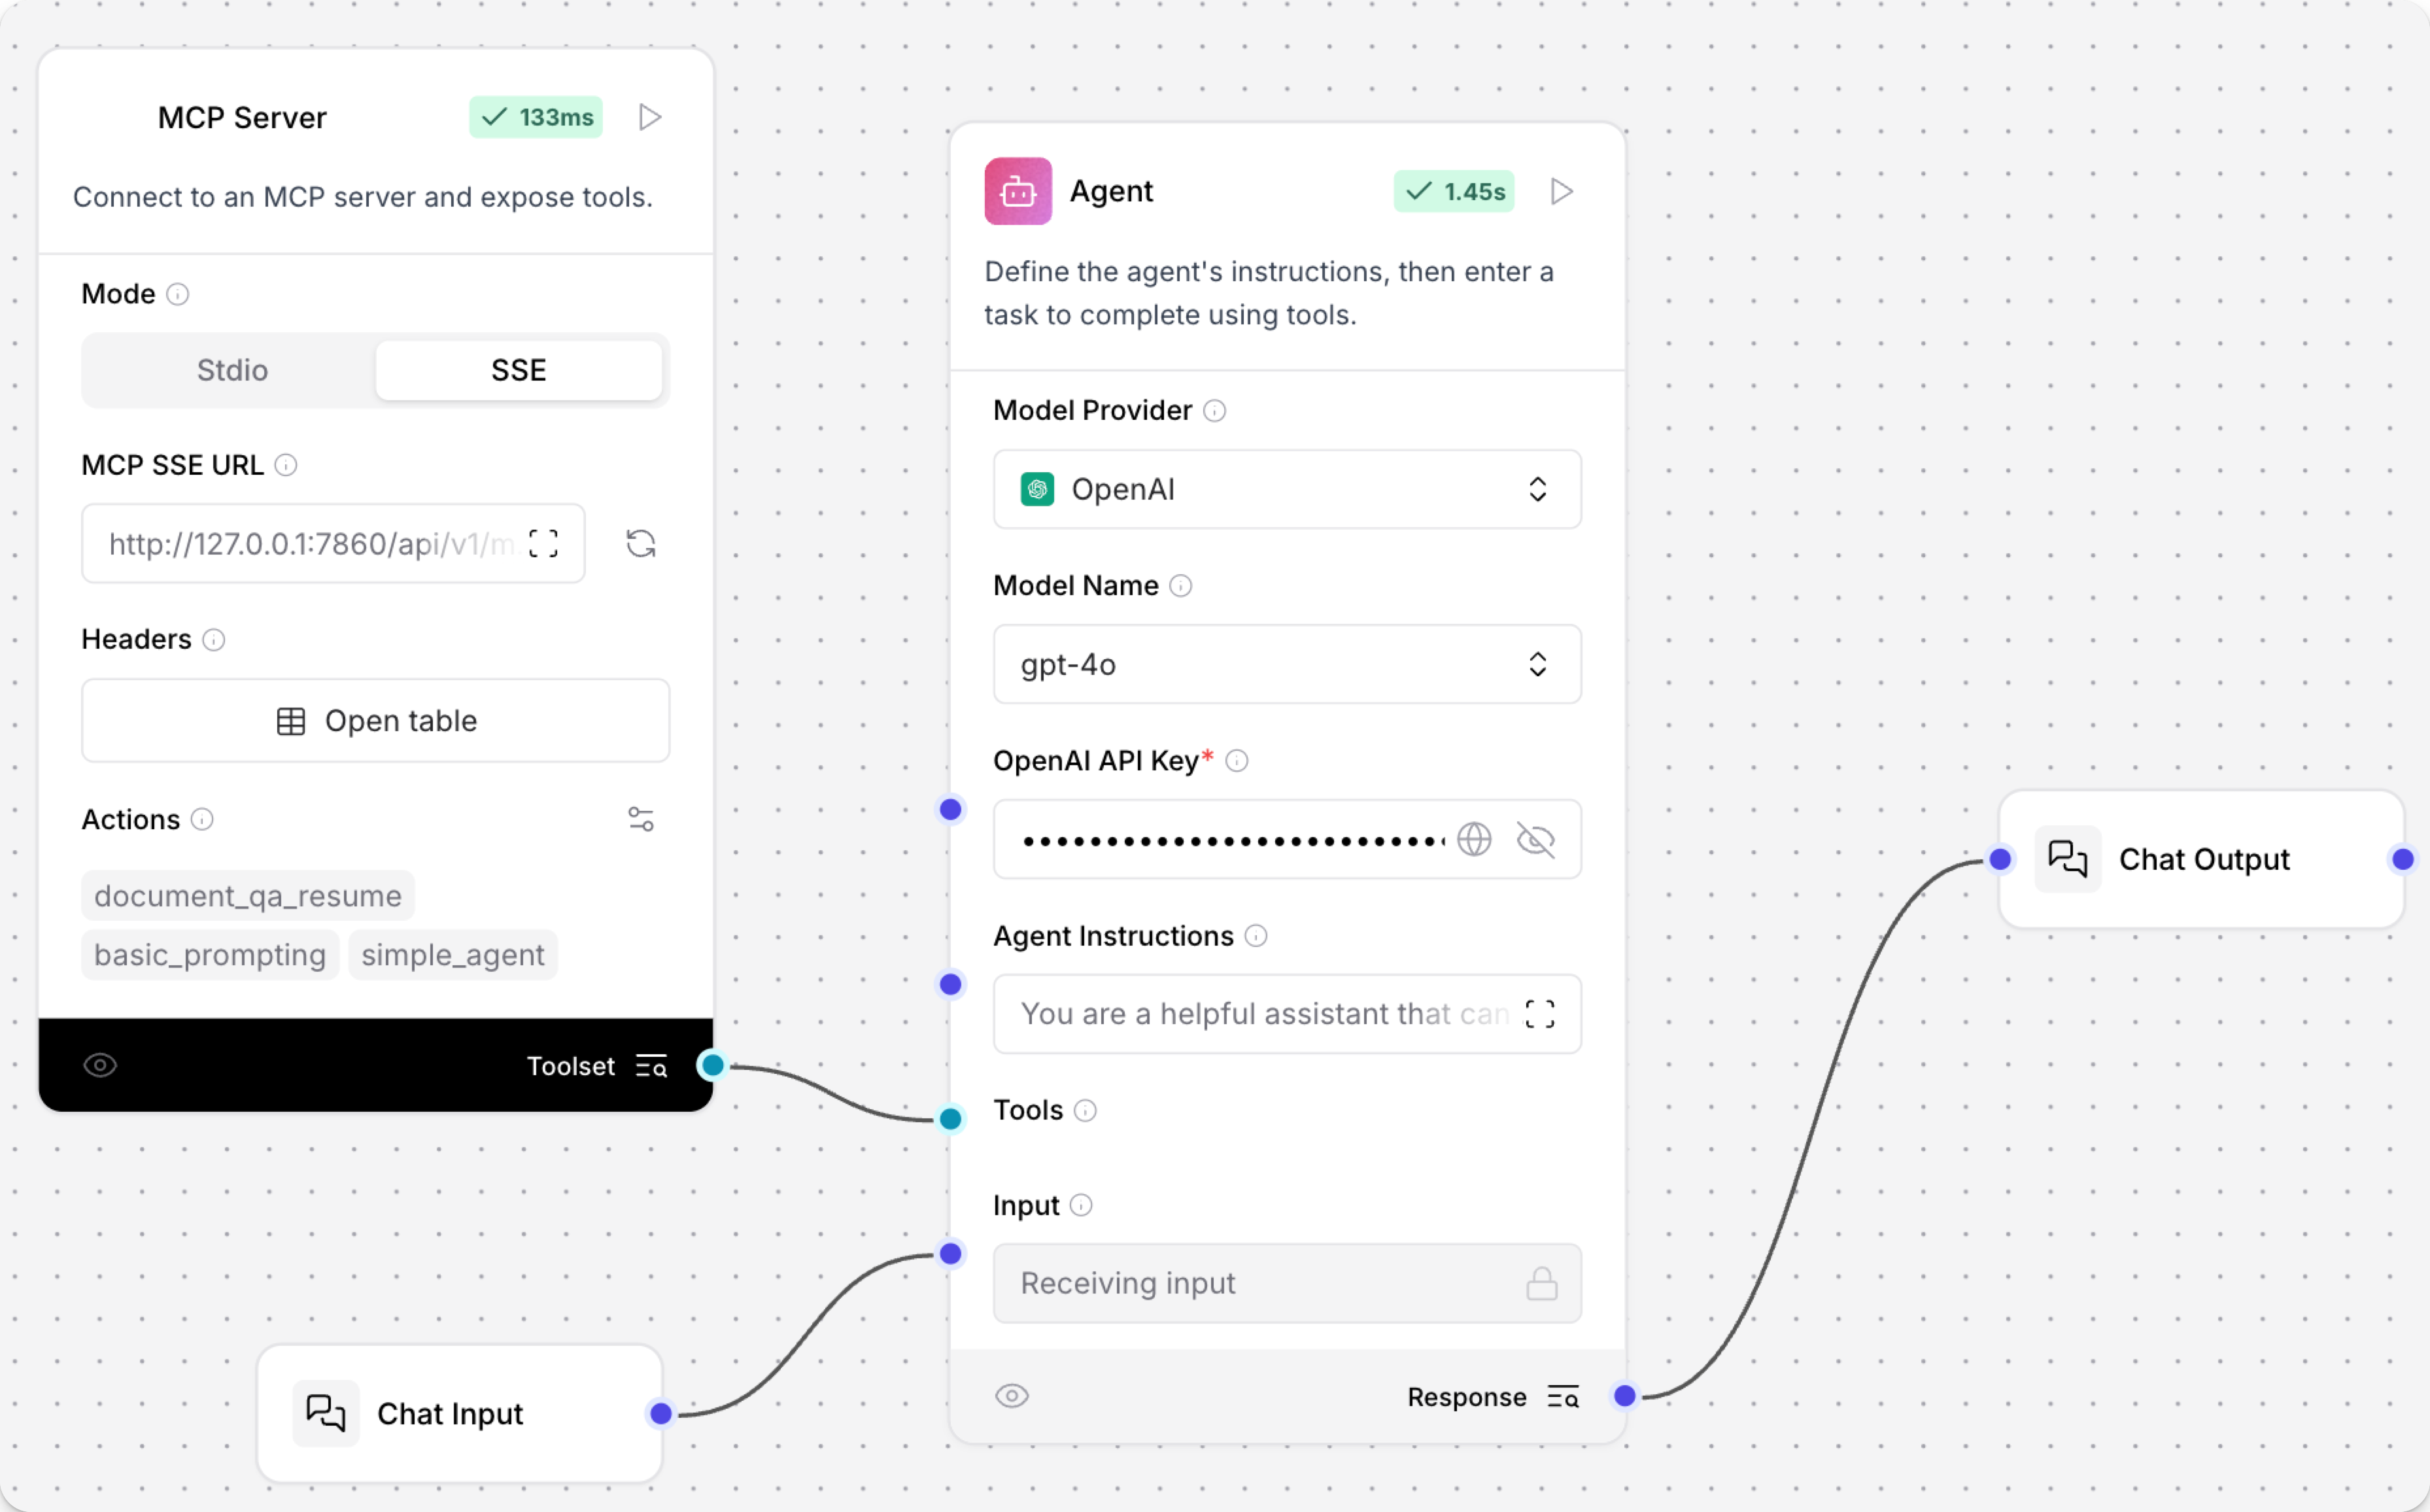 MCP Server
133ms
Connect to an MCP server and expose tools.
Mode
Stdio
SSE
MCP SSE URL
http://127.0.0.1:7860/api/v1/m
Headers
Open table
Actions
document_qa_resume
basic_prompting
simple_agent
Toolset
Chat Input
Agent
1.45s
Define the agent's instructions, then enter a
task to complete using tools.
Model Provider
OpenAI
Model Name
gpt-4o
OpenAI API Key*
Agent Instructions
You are a helpful assistant that can
Tools
Input
Receiving input
Response
Chat Output